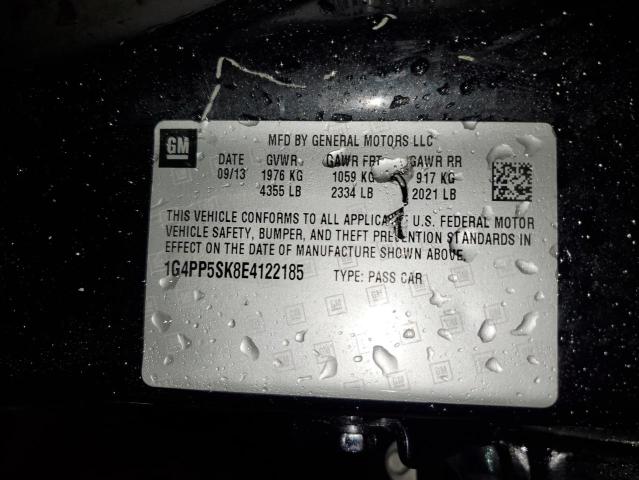 GM
MFD BY GENERAL MOTORS LLC
DATE GVWR GAWR FRT GAWR RR
09/13 1976 KG 1059 KG 917 KG
4355 LB 2334 LB 2021 LB
THIS VEHICLE CONFORMS TO ALL APPLICABLE U.S. FEDERAL MOTOR
VEHICLE SAFETY, BUMPER, AND THEFT PREVENTION STANDARDS IN
EFFECT ON THE DATE OF MANUFACTURE SHOWN ABOVE.
1G4PP5SK8E4122185 TYPE: PASS CAR